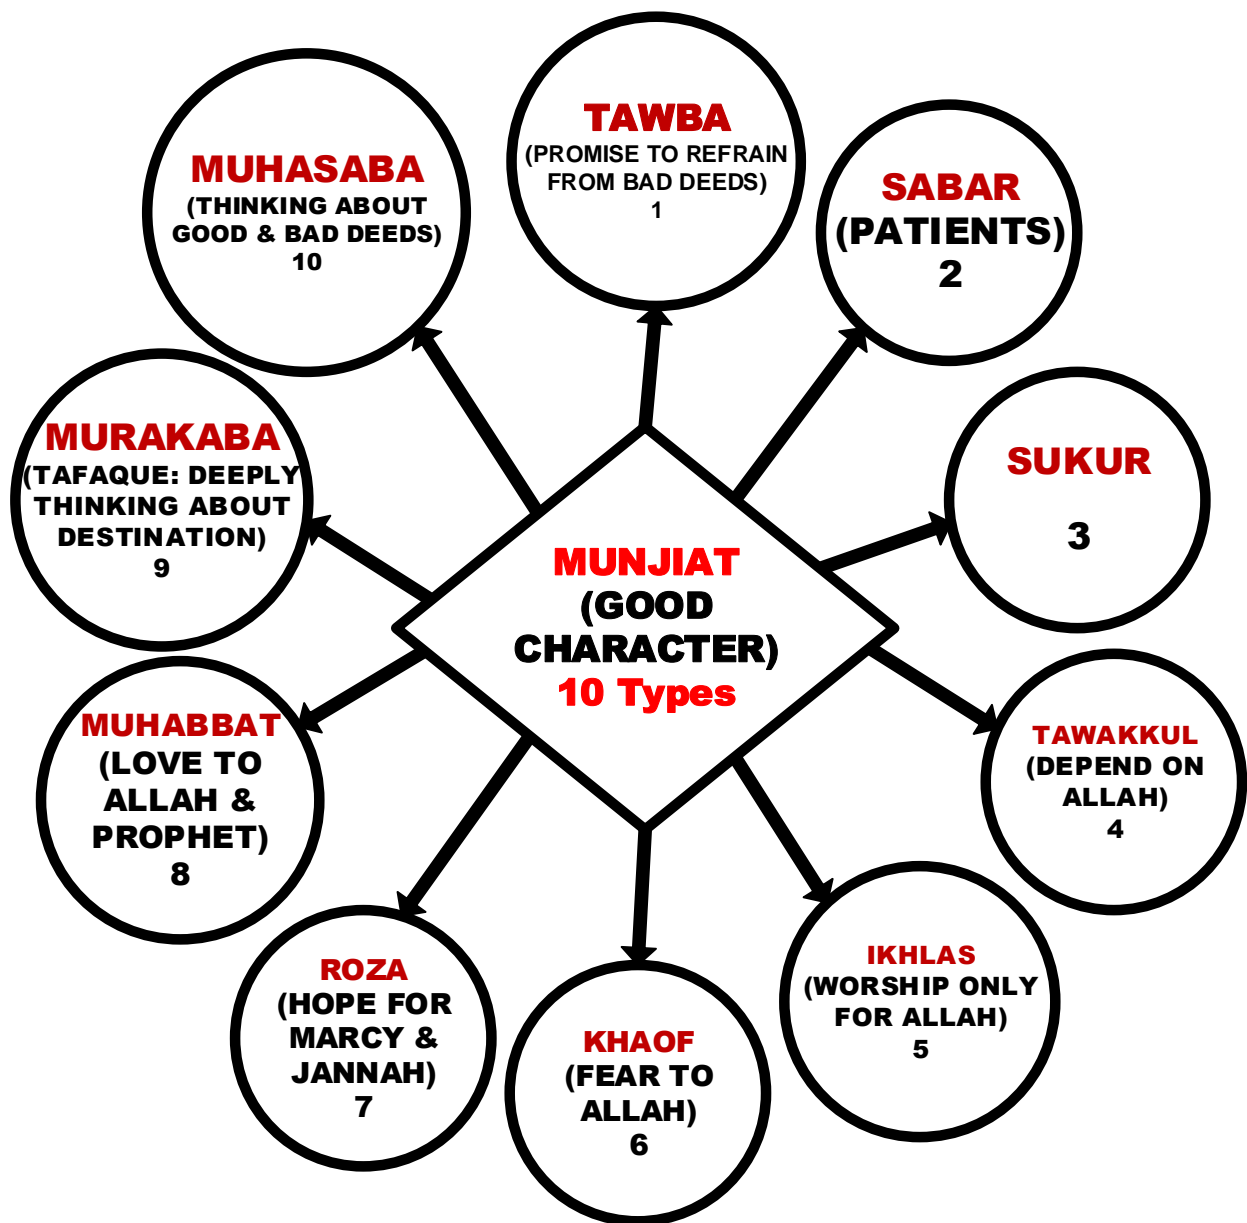 MUNJIAT
(GOOD
CHARACTER)
10 Types
TAWBA
(PROMISE TO REFRAIN
FROM BAD DEEDS)
1
SABAR
(PATIENTS)
2
SUKUR
3
TAWAKKUL
(DEPEND ON
ALLAH)
4
IKHLAS
(WORSHIP ONLY
FOR ALLAH)
5
KHAOF
(FEAR TO
ALLAH)
6
ROZA
(HOPE FOR
MARCY &
JANNAH)
7
MUHABBAT
(LOVE TO
ALLAH &
PROPHET)
8
MURAKABA
(TAFAQUE: DEEPLY
THINKING ABOUT
DESTINATION)
9
MUHASABA
(THINKING ABOUT
GOOD & BAD DEEDS)
10